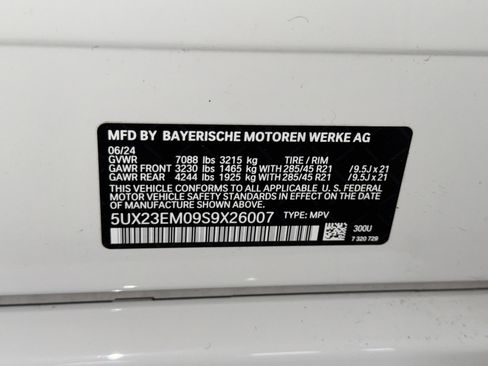 MFD BY BAYERISCHE MOTOREN WERKE AG
06/24
GVWR 7088 lbs 3215 kg TIRE / RIM
GAWR FRONT 3230 lbs 1465 kg WITH 285/45 R21 / 9.5J x 21
GAWR REAR 4244 lbs 1925 kg WITH 285/45 R21 / 9.5J x 21
THIS VEHICLE CONFORMS TO ALL APPLICABLE, U. S. FEDERAL
MOTOR VEHICLE SAFETY STANDARDS IN EFFECT ON THE DATE
OF MANUFACTURE SHOWN ABOVE.
5UX23EM09S9X26007 TYPE: MPV
300U
7 320 729